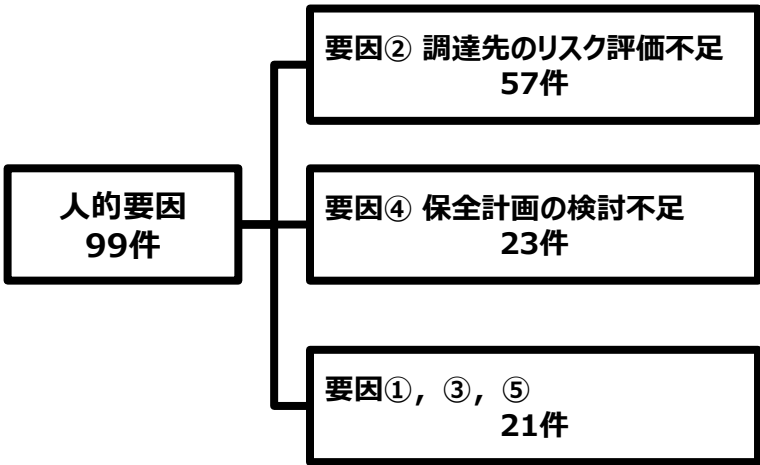 人的要因
99件
要因② 調達先のリスク評価不足
57件
要因④ 保全計画の検討不足
23件
要因①，③，⑤
21件